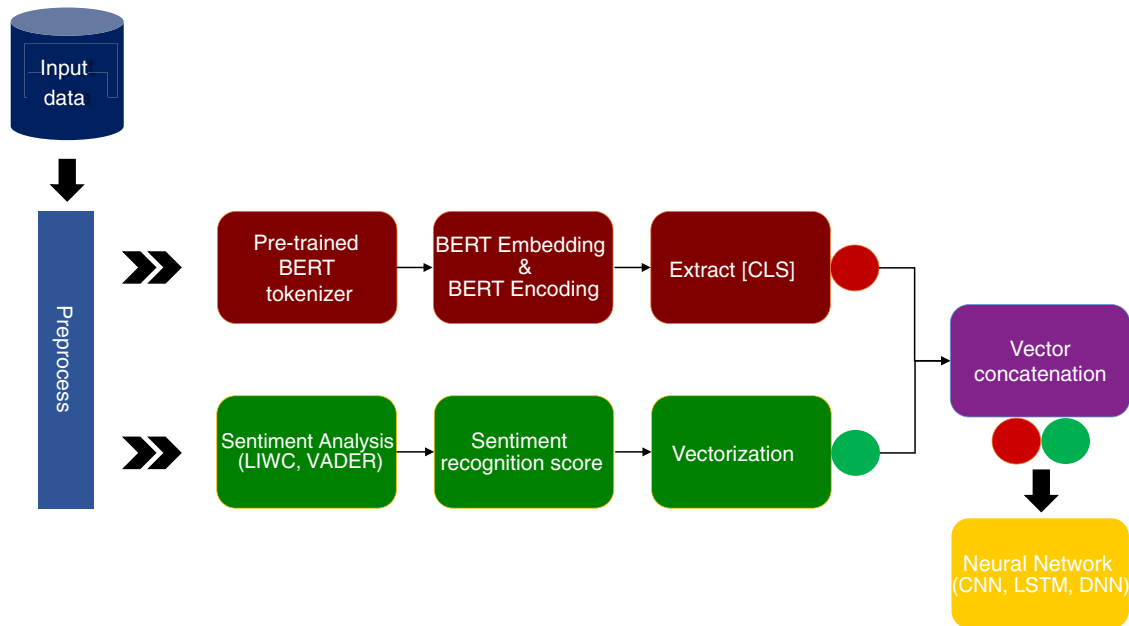 Input
data
Preprocess
Pre-trained
BERT
tokenizer
BERT Embedding
&
BERT Encoding
Extract [CLS]
Sentiment Analysis
(LIWC, VADER)
Sentiment
recognition score
Vectorization
Vector
concatenation
Neural Network
(CNN, LSTM, DNN)